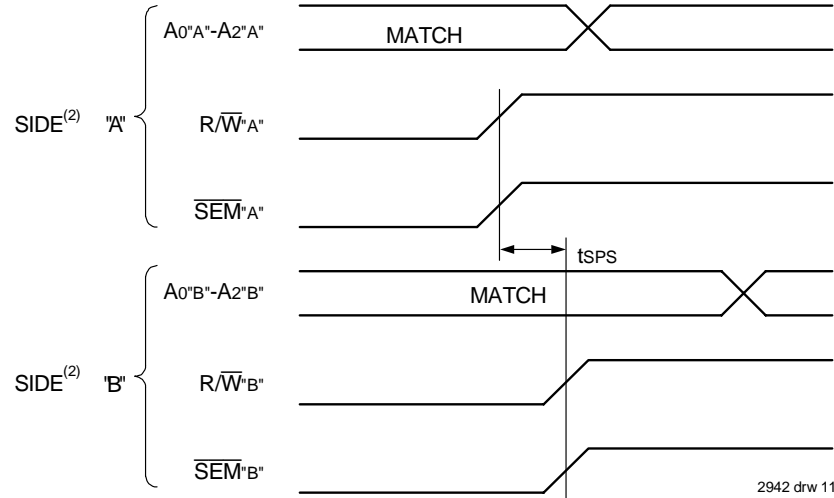 A0"A"-A2"A"
MATCH
SIDE(2) "A"
R/W"A"
SEM"A"
tSPS
A0"B"-A2"B"
MATCH
SIDE(2) "B"
R/W"B"
SEM"B"
2942 drw 11